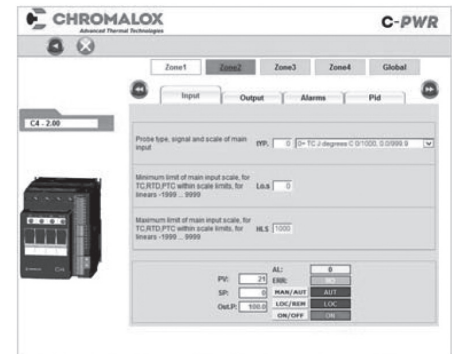 CHROMALOX
Advanced Thermal Technologies
C-PWR
Zone1 Zone2 Zone3 Zone4 Global
Input Output Alarms Pid
C4 - 2.00
Probe type, signal and scale of main
input
tYP. 0 0= TC J degrees C 0/1000, 0.0/999.9
Minimum limit of main input scale, for
TC,RTD,PTC within scale limits, for
linears -1999 ... 9999
Lo.S 0
Maximum limit of main input scale, for
TC,RTD,PTC within scale limits, for
linears -1999 ... 9999
HI.S 1000
PV: 21
SP: 0
Out.P: 100.0
AL: 0
ERR: NO
MAN/AUT AUT
LOC/REM LOC
ON/OFF ON